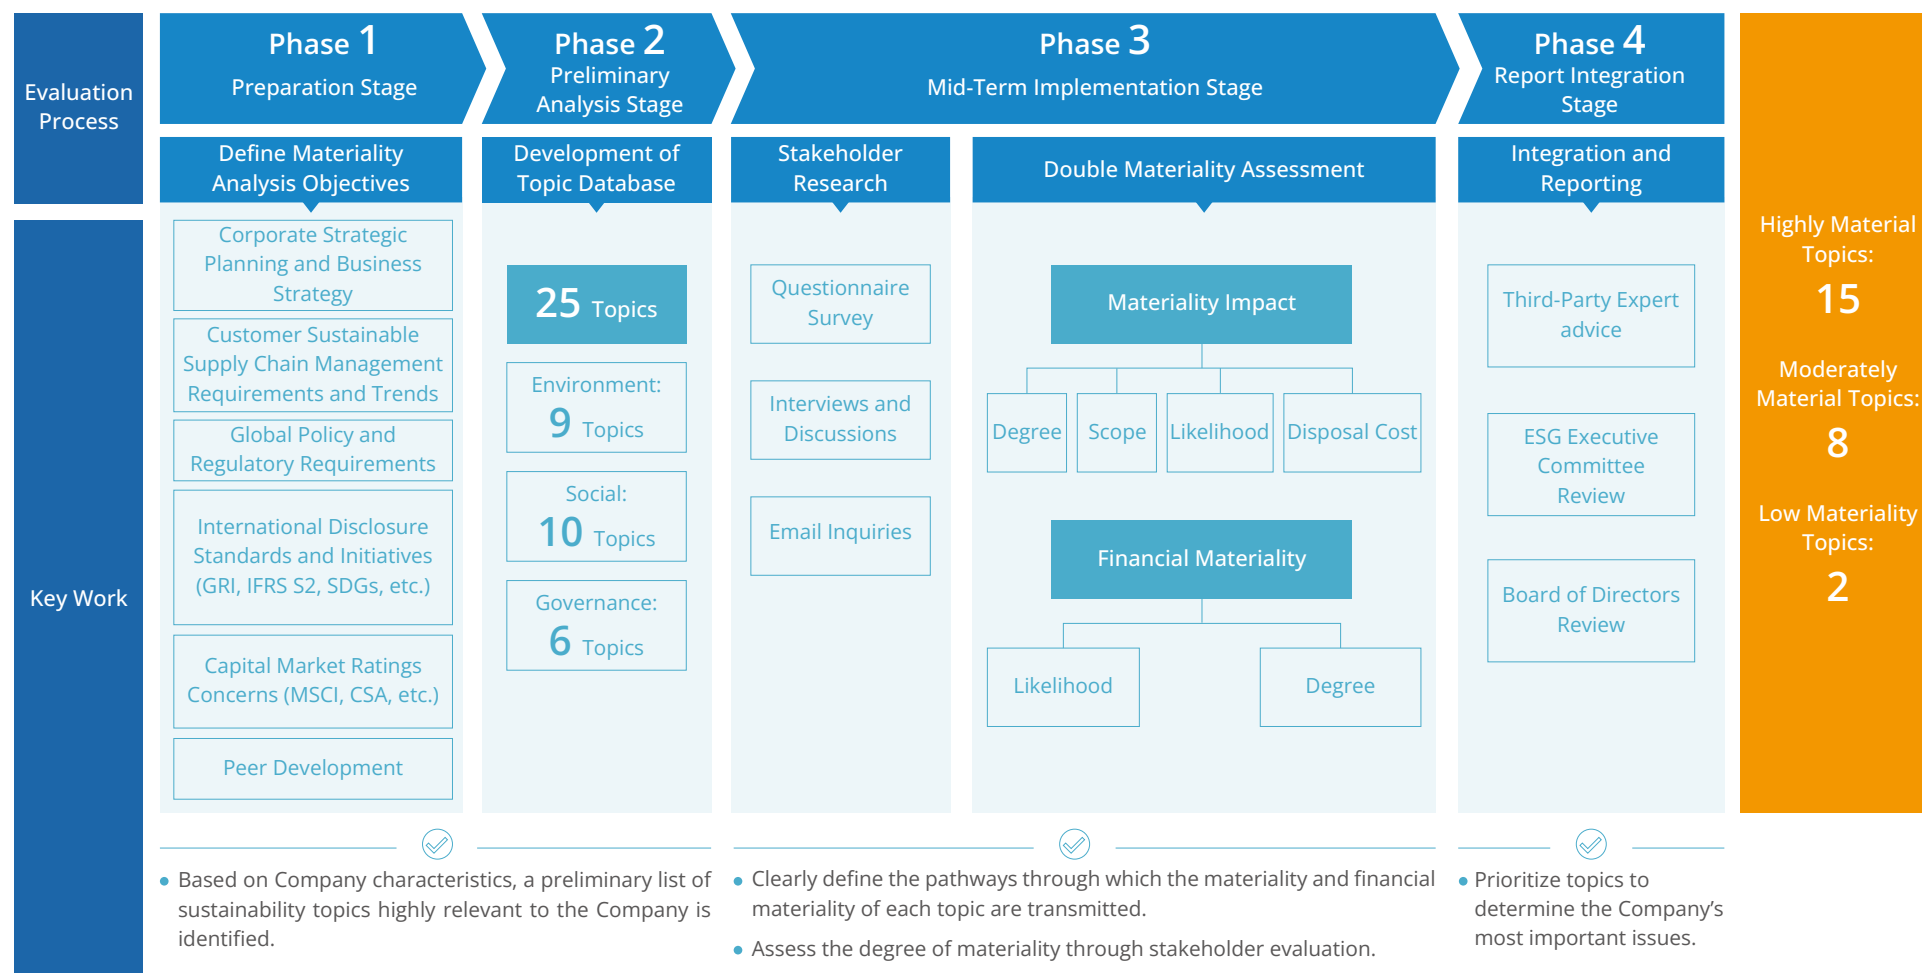 Evaluation
Process
Phase 1
Preparation Stage
Phase 2
Preliminary
Analysis Stage
Phase 3
Mid-Term Implementation Stage
Phase 4
Report Integration
Stage
Define Materiality
Analysis Objectives
Development of
Topic Database
Stakeholder
Research
Double Materiality Assessment
Integration and
Reporting
Key Work
Corporate Strategic
Planning and Business
Strategy
Customer Sustainable
Supply Chain Management
Requirements and Trends
Global Policy and
Regulatory Requirements
International Disclosure
Standards and Initiatives
(GRI, IFRS S2, SDGs, etc.)
Capital Market Ratings
Concerns (MSCI, CSA, etc.)
Peer Development
25 Topics
Environment:
9 Topics
Social:
10 Topics
Governance:
6 Topics
Questionnaire
Survey
Interviews and
Discussions
Email Inquiries
Materiality Impact
Degree
Scope
Likelihood
Disposal Cost
Financial Materiality
Likelihood
Degree
Third-Party Expert
advice
ESG Executive
Committee
Review
Board of Directors
Review
Highly Material
Topics:
15
Moderately
Material Topics:
8
Low Materiality
Topics:
2
• Based on Company characteristics, a preliminary list of
sustainability topics highly relevant to the Company is
identified.
• Clearly define the pathways through which the materiality and financial
materiality of each topic are transmitted.
• Assess the degree of materiality through stakeholder evaluation.
• Prioritize topics to
determine the Company's
most important issues.